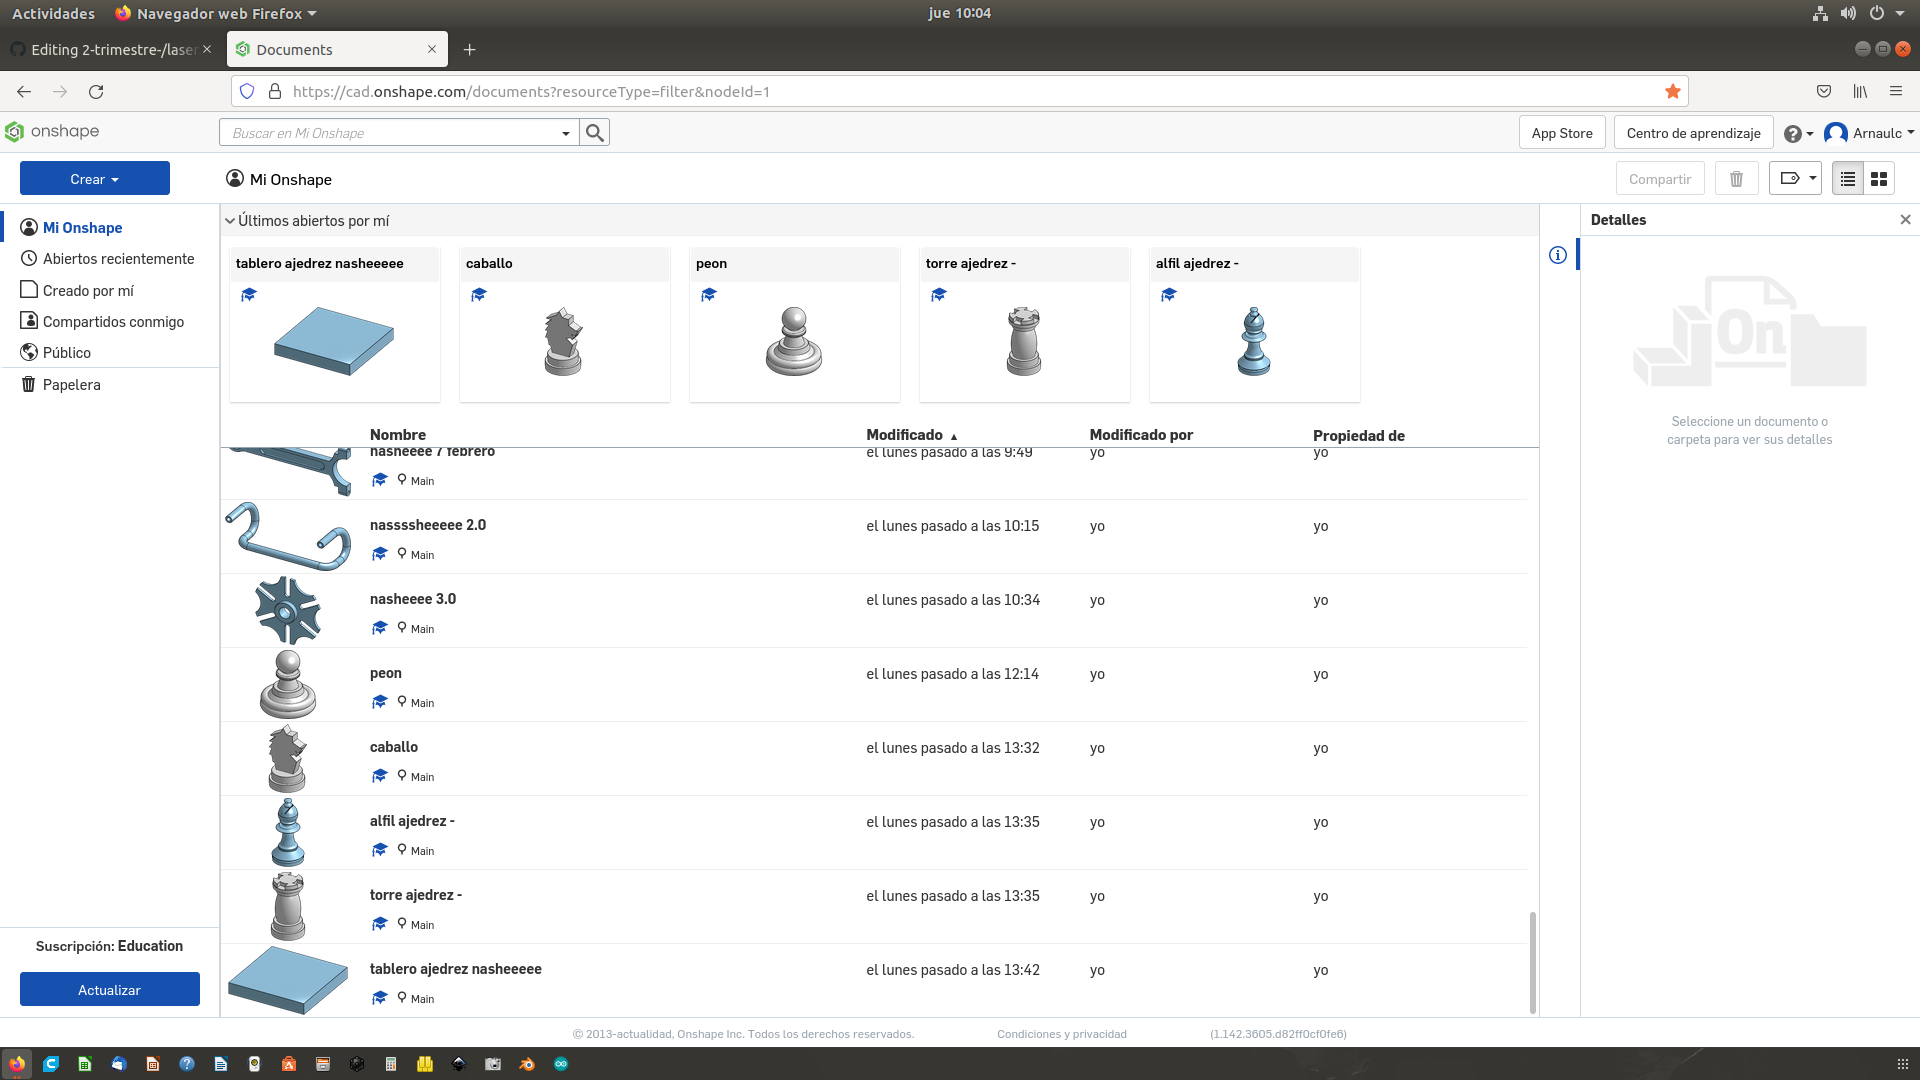 Actividades
Navegador web Firefox
jue 10:04
Editing 2-trimestre-/laser
Documents
https://cad.onshape.com/documents?resourceType=filter&nodeId=1
onshape
Buscar en Mi Onshape
App Store
Centro de aprendizaje
Arnaulc
Crear
Mi Onshape
Compartir
Mi Onshape
Abiertos recientemente
Creado por mí
Compartidos conmigo
Público
Papelera
Últimos abiertos por mí
tablero ajedrez nasheeeee
caballo
peon
torre ajedrez -
alfil ajedrez -
Nombre Modificado ▲ Modificado por Propiedad de
nasheeee 7 febrero el lunes pasado a las 9:49 yo yo
Main
nassssheeeee 2.0 el lunes pasado a las 10:15 yo yo
Main
nasheeee 3.0 el lunes pasado a las 10:34 yo yo
Main
peon el lunes pasado a las 12:14 yo yo
Main
caballo el lunes pasado a las 13:32 yo yo
Main
alfil ajedrez - el lunes pasado a las 13:35 yo yo
Main
torre ajedrez - el lunes pasado a las 13:35 yo yo
Main
tablero ajedrez nasheeeee el lunes pasado a las 13:42 yo yo
Main
Detalles
On
Seleccione un documento o
carpeta para ver sus detalles
Suscripción: Education
Actualizar
© 2013-actualidad, Onshape Inc. Todos los derechos reservados.
Condiciones y privacidad
(1.142.3605.d82ff0cf0fe6)